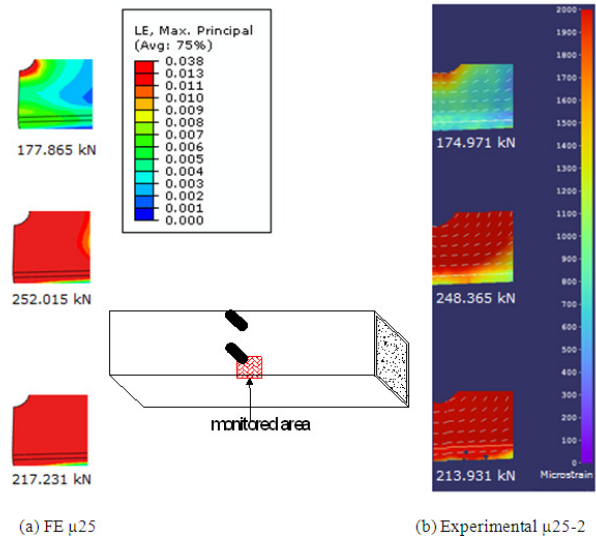 LE, Max. Principal
(Avg: 75%)
0.038
0.013
0.011
0.010
0.009
0.008
0.007
0.006
0.005
0.004
0.003
0.002
0.001
0.000
177.865 kN
252.015 kN
217.231 kN
monitored area
(a) FE µ25
174.971 kN
248.365 kN
213.931 kN
2000
1900
1800
1700
1600
1500
1400
1300
1200
1100
1000
900
800
700
600
500
400
300
200
100
0
Microstrain
(b) Experimental µ25-2